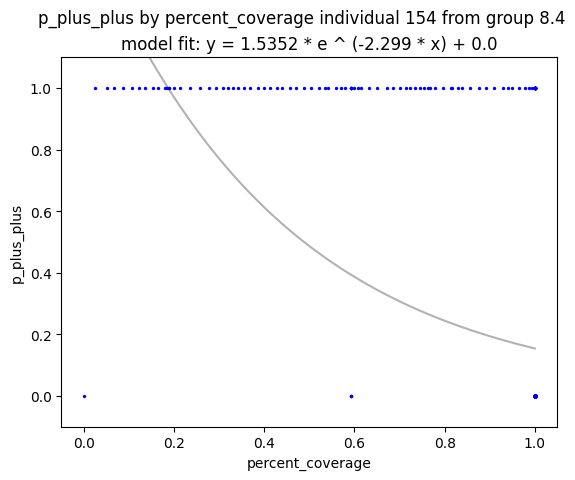 p_plus_plus by percent_coverage individual 154 from group 8.4
model fit: y = 1.5352 * e ^ (-2.299 * x) + 0.0
1.0
0.8
0.6
0.4
0.2
0.0
p_plus_plus
0.0 0.2 0.4 0.6 0.8 1.0
percent_coverage